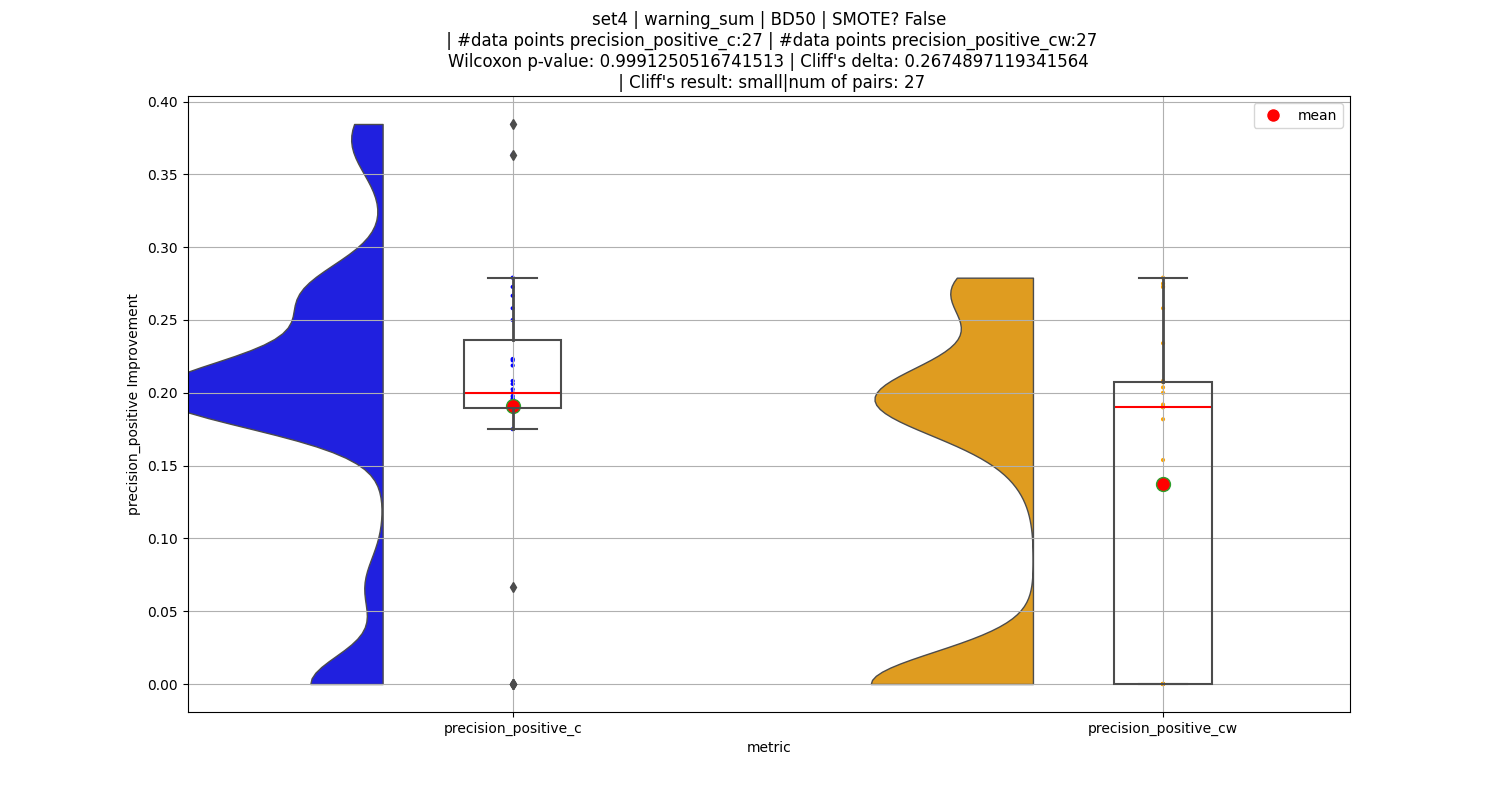 set4 | warning_sum | BD50 | SMOTE? False
| #data points precision_positive_c:27 | #data points precision_positive_cw:27
Wilcoxon p-value: 0.9991250516741513 | Cliff's delta: 0.2674897119341564
| Cliff's result: small|num of pairs: 27
mean
0.40
0.35
0.30
0.25
0.20
0.15
0.10
0.05
0.00
precision_positive Improvement
precision_positive_c
precision_positive_cw
metric